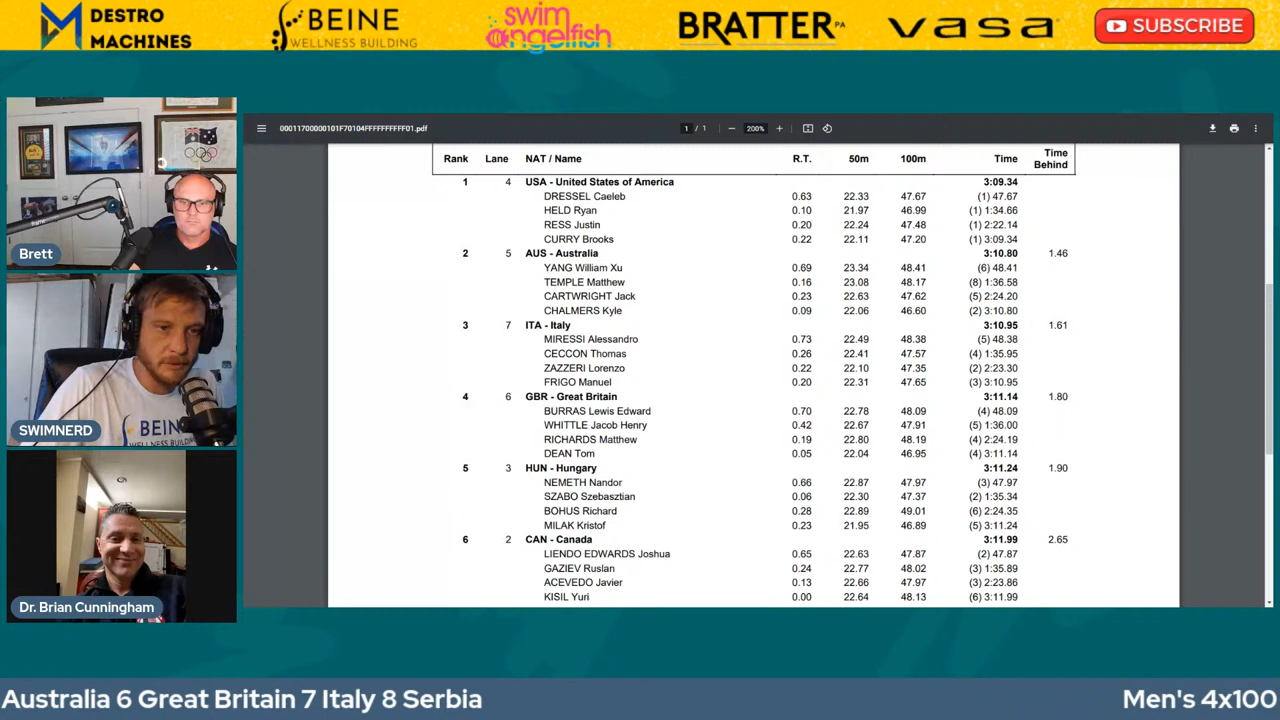 DESTRO MACHINES
BEINE WELLNESS BUILDING
swim angelfish
BRATTER PA
vasa
SUBSCRIBE
00011700000101F70104FFFFFFFFFF01.pdf 1 / 1 200%
Rank Lane NAT / Name R.T. 50m 100m Time Time Behind
1 4 USA - United States of America 3:09.34
DRESSEL Caeleb 0.63 22.33 47.67 (1) 47.67
HELD Ryan 0.10 21.97 46.99 (1) 1:34.66
RESS Justin 0.20 22.24 47.48 (1) 2:22.14
CURRY Brooks 0.22 22.11 47.20 (1) 3:09.34
2 5 AUS - Australia 3:10.80 1.46
YANG William Xu 0.69 23.34 48.41 (6) 48.41
TEMPLE Matthew 0.16 23.08 48.17 (8) 1:36.58
CARTWRIGHT Jack 0.23 22.63 47.62 (5) 2:24.20
CHALMERS Kyle 0.09 22.06 46.60 (2) 3:10.80
3 7 ITA - Italy 3:10.95 1.61
MIRESSI Alessandro 0.73 22.49 48.38 (5) 48.38
CECCON Thomas 0.26 22.41 47.57 (4) 1:35.95
ZAZZERI Lorenzo 0.22 22.10 47.35 (2) 2:23.30
FRIGO Manuel 0.20 22.31 47.65 (3) 3:10.95
4 6 GBR - Great Britain 3:11.14 1.80
BURRAS Lewis Edward 0.70 22.78 48.09 (4) 48.09
WHITTLE Jacob Henry 0.42 22.67 47.91 (5) 1:36.00
RICHARDS Matthew 0.19 22.80 48.19 (4) 2:24.19
DEAN Tom 0.05 22.04 46.95 (4) 3:11.14
5 3 HUN - Hungary 3:11.24 1.90
NEMETH Nandor 0.66 22.87 47.97 (3) 47.97
SZABO Szebasztian 0.06 22.30 47.37 (2) 1:35.34
BOHUS Richard 0.28 22.89 49.01 (6) 2:24.35
MILAK Kristof 0.23 21.95 46.89 (5) 3:11.24
6 2 CAN - Canada 3:11.99 2.65
LIENDO EDWARDS Joshua 0.65 22.63 47.87 (2) 47.87
GAZIEV Ruslan 0.24 22.77 48.02 (3) 1:35.89
ACEVEDO Javier 0.13 22.66 47.97 (3) 2:23.86
KISIL Yuri 0.00 22.64 48.13 (6) 3:11.99
Brett
BEINE
WELLNESS BUILDING
SWIMNERD
Dr. Brian Cunningham
Australia 6 Great Britain 7 Italy 8 Serbia
Men's 4x100